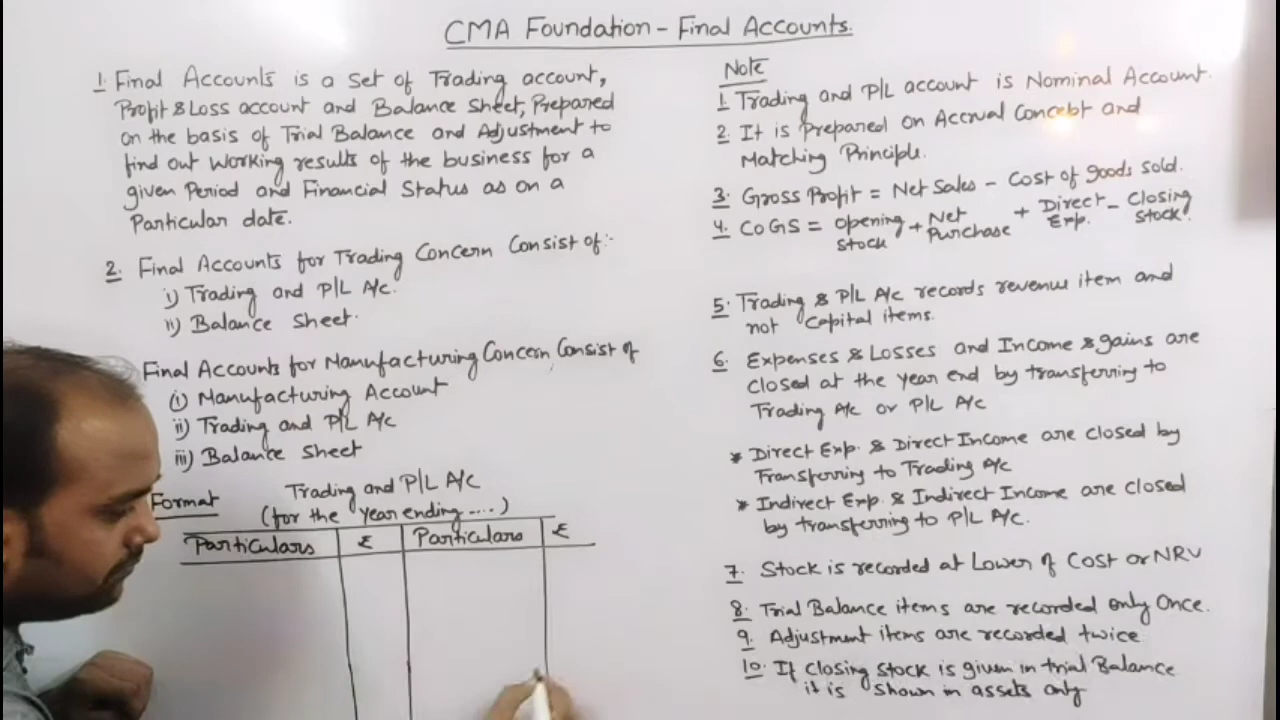 CMA Foundation - Final Accounts.
1. Final Accounts is a set of Trading account,
Profit & Loss account and Balance Sheet, Prepared
on the basis of Trial Balance and Adjustment to
find out working results of the business for a
given Period and Financial Status as on a
Particular date.
2. Final Accounts for Trading Concern Consist of:-
i) Trading and P/L A/c.
ii) Balance Sheet.
Final Accounts for Manufacturing Concern Consist of
(i) Manufacturing Account
ii) Trading and P/L A/c
iii) Balance Sheet
Format
Trading and P/L A/c
(for the Year ending ....)
Particulars ₹ Particulars ₹
Note
1. Trading and P/L account is Nominal Account.
2. It is Prepared on Accrual Concept and
Matching Principle.
3. Gross Profit = Net Sales - Cost of goods sold.
4. CoGS = Opening Stock + Net Purchase + Direct Exp. - Closing Stock.
5. Trading & P/L A/c records revenue item and
not Capital items.
6. Expenses & Losses and Income & gains are
closed at the year end by transferring to
Trading A/c or P/L A/c
* Direct Exp. & Direct Income are closed by
Transferring to Trading A/c
* Indirect Exp. & Indirect Income are closed
by transferring to P/L A/c.
7. Stock is recorded at Lower of Cost or NRV
8. Trial Balance items are recorded only Once.
9. Adjustment items are recorded twice
10. If closing stock is given in trial Balance
it is shown in assets only